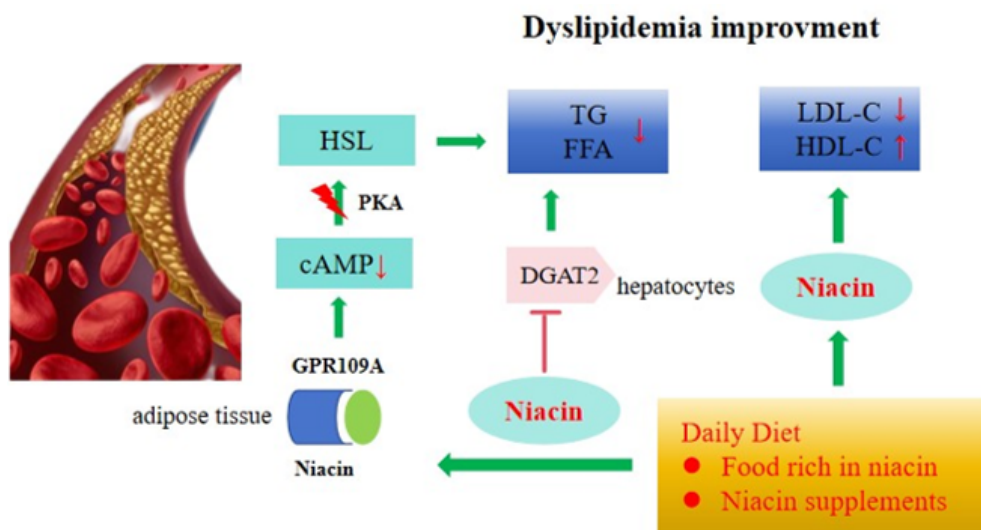 Dyslipidemia improvment
HSL
TG
FFA
↓
LDL-C ↓
HDL-C ↑
PKA
cAMP↓
DGAT2
hepatocytes
Niacin
GPR109A
adipose tissue
Niacin
Niacin
Daily Diet
● Food rich in niacin
● Niacin supplements